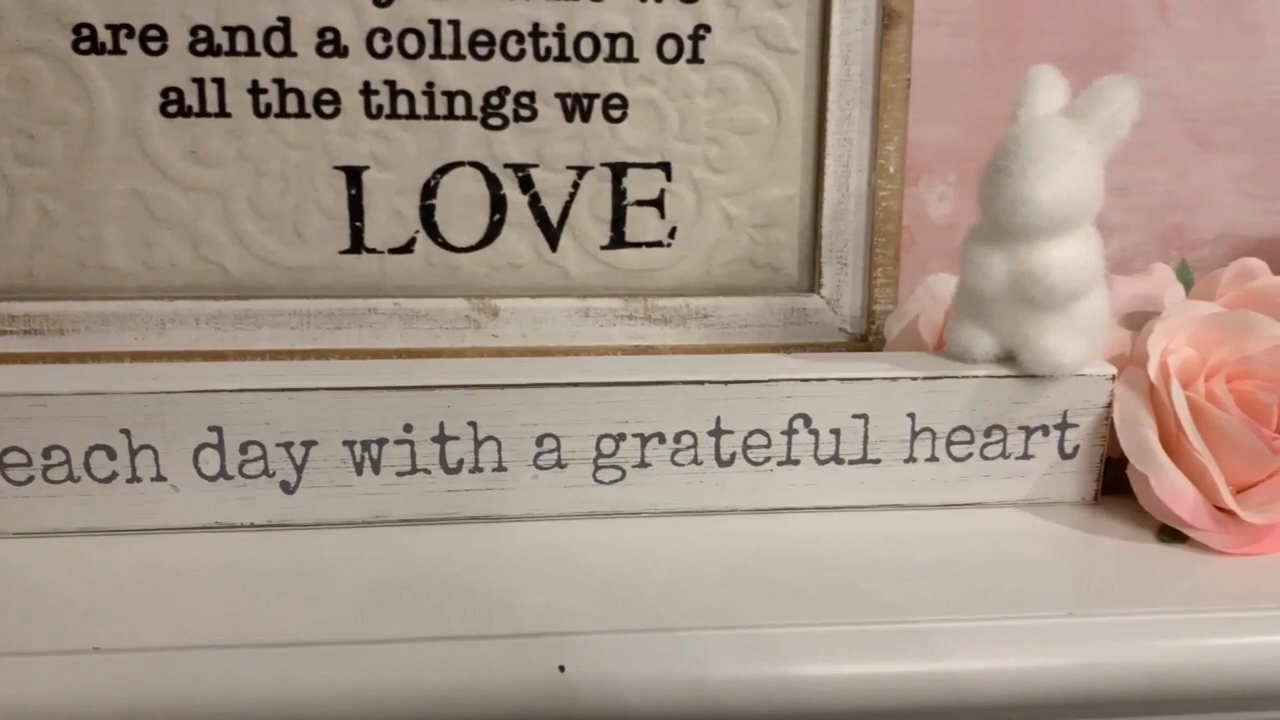 are and a collection of
all the things we
LOVE
each day with a grateful heart